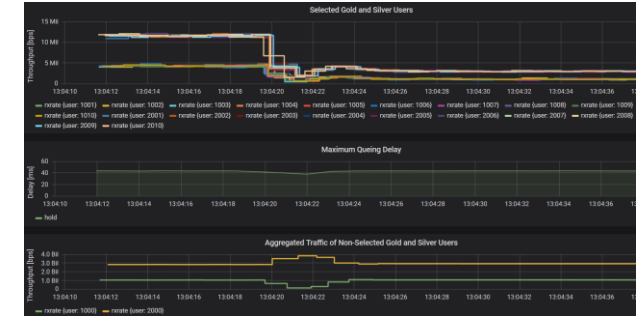 Selected Gold and Silver Users
Throughput [bps]
15 Mil
10 Mil
5 Mil
0
13:04:10 13:04:12 13:04:14 13:04:16 13:04:18 13:04:20 13:04:22 13:04:24 13:04:26 13:04:28 13:04:30 13:04:32 13:04:34 13:04:36
rxrate {user: 1001} rxrate {user: 1002} rxrate {user: 1003} rxrate {user: 1004} rxrate {user: 1005} rxrate {user: 1006} rxrate {user: 1007} rxrate {user: 1008} rxrate {user: 1009}
rxrate {user: 1010} rxrate {user: 2001} rxrate {user: 2002} rxrate {user: 2003} rxrate {user: 2004} rxrate {user: 2005} rxrate {user: 2006} rxrate {user: 2007} rxrate {user: 2008}
rxrate {user: 2009} rxrate {user: 2010}
Maximum Queing Delay
Delay [ms]
60
40
20
0
13:04:10 13:04:12 13:04:14 13:04:16 13:04:18 13:04:20 13:04:22 13:04:24 13:04:26 13:04:28 13:04:30 13:04:32 13:04:34 13:04:36
hold
Aggregated Traffic of Non-Selected Gold and Silver Users
Throughput [bps]
4.0 Bil
3.0 Bil
2.0 Bil
1.0 Bil
0
13:04:10 13:04:12 13:04:14 13:04:16 13:04:18 13:04:20 13:04:22 13:04:24 13:04:26 13:04:28 13:04:30 13:04:32 13:04:34 13:04:36
rxrate {user: 1000} rxrate {user: 2000}